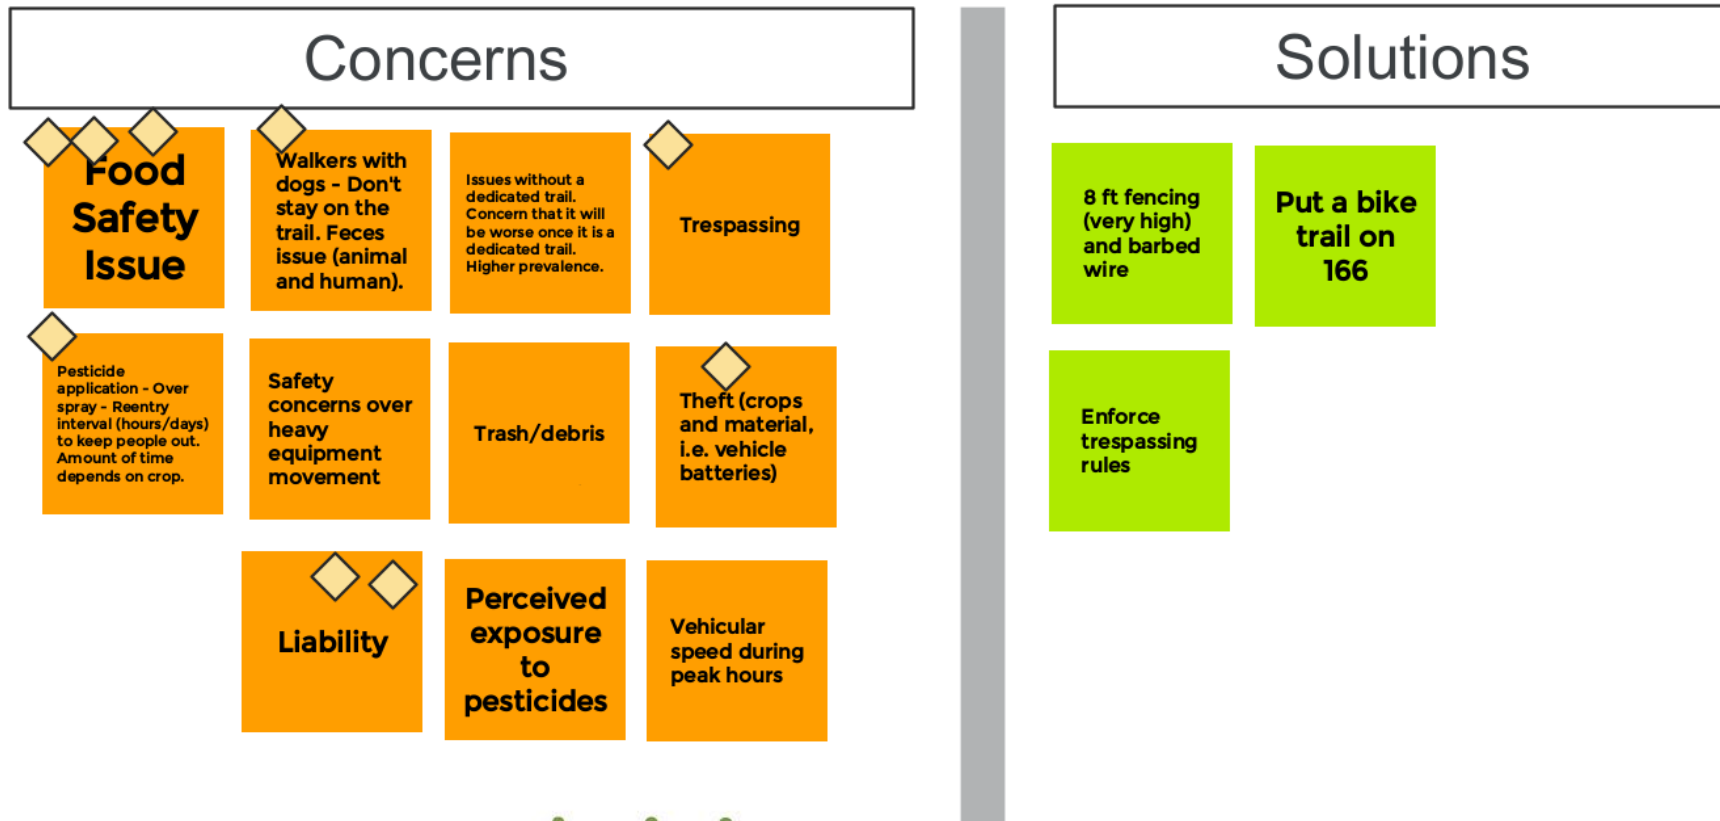 Concerns
Food
Safety
Issue
Walkers with
dogs - Don't
stay on the
trail. Feces
issue (animal
and human).
Issues without a
dedicated trail.
Concern that it will
be worse once it is a
dedicated trail.
Higher prevalence.
Trespassing
Pesticide
application - Over
spray - Reentry
interval (hours/days)
to keep people out.
Amount of time
depends on crop.
Safety
concerns over
heavy
equipment
movement
Trash/debris
Theft (crops
and material,
i.e. vehicle
batteries)
Liability
Perceived
exposure
to
pesticides
Vehicular
speed during
peak hours
Solutions
8 ft fencing
(very high)
and barbed
wire
Put a bike
trail on
166
Enforce
trespassing
rules